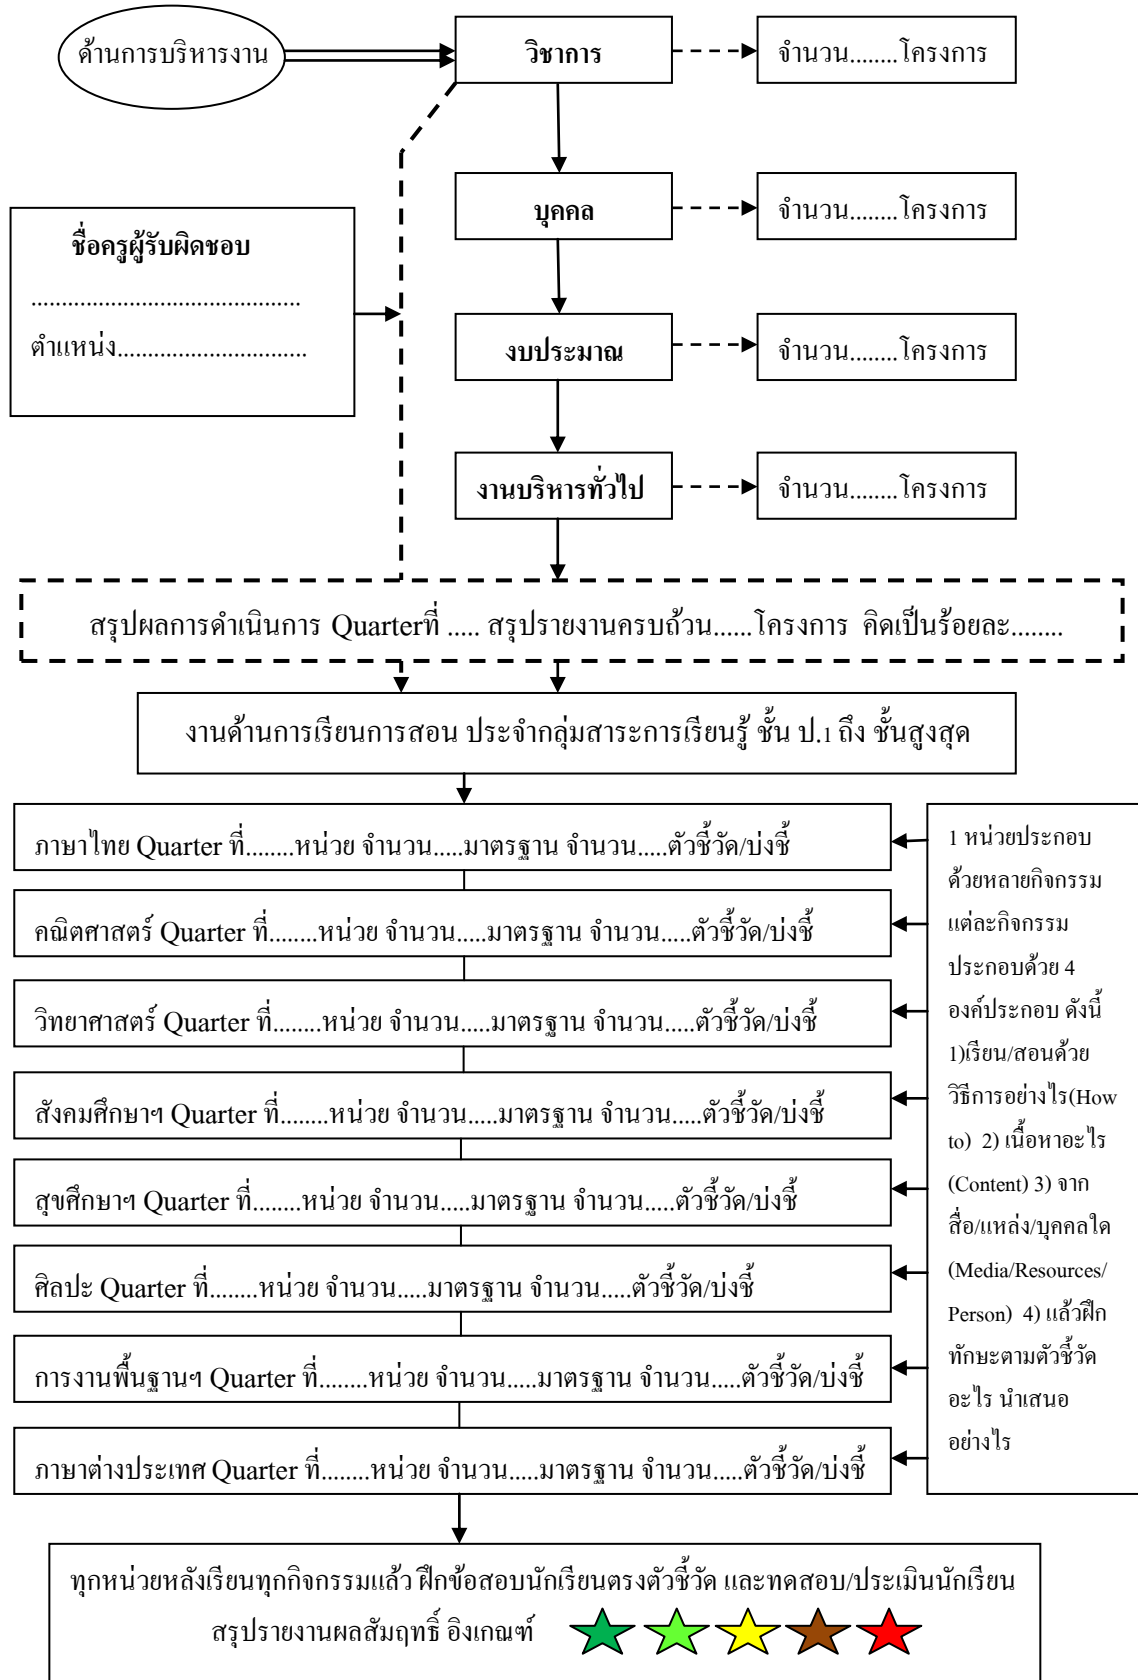 ด้านการบริหารงาน
วิชาการ
จำนวน........โครงการ
บุคคล
จำนวน........โครงการ
ชื่อครูผู้รับผิดชอบ
............................................
ตำแหน่ง...............................
งบประมาณ
จำนวน........โครงการ
งานบริหารทั่วไป
จำนวน........โครงการ
สรุปผลการดำเนินการ Quarterที่ ..... สรุปรายงานครบถ้วน......โครงการ คิดเป็นร้อยละ........
งานด้านการเรียนการสอน ประจำกลุ่มสาระการเรียนรู้ ชั้น ป.1 ถึง ชั้นสูงสุด
ภาษาไทย Quarter ที่........หน่วย จำนวน.....มาตรฐาน จำนวน.....ตัวชี้วัด/บ่งชี้
คณิตศาสตร์ Quarter ที่........หน่วย จำนวน.....มาตรฐาน จำนวน.....ตัวชี้วัด/บ่งชี้
วิทยาศาสตร์ Quarter ที่........หน่วย จำนวน.....มาตรฐาน จำนวน.....ตัวชี้วัด/บ่งชี้
สังคมศึกษาฯ Quarter ที่........หน่วย จำนวน.....มาตรฐาน จำนวน.....ตัวชี้วัด/บ่งชี้
สุขศึกษาฯ Quarter ที่........หน่วย จำนวน.....มาตรฐาน จำนวน.....ตัวชี้วัด/บ่งชี้
ศิลปะ Quarter ที่........หน่วย จำนวน.....มาตรฐาน จำนวน.....ตัวชี้วัด/บ่งชี้
การงานพื้นฐานฯ Quarter ที่........หน่วย จำนวน.....มาตรฐาน จำนวน.....ตัวชี้วัด/บ่งชี้
ภาษาต่างประเทศ Quarter ที่........หน่วย จำนวน.....มาตรฐาน จำนวน.....ตัวชี้วัด/บ่งชี้
1 หน่วยประกอบ
ด้วยหลายกิจกรรม
แต่ละกิจกรรม
ประกอบด้วย 4
องค์ประกอบ ดังนี้
1)เรียน/สอนด้วย
วิธีการอย่างไร(How
to) 2) เนื้อหาอะไร
(Content) 3) จาก
สื่อ/แหล่ง/บุคคลใด
(Media/Resources/
Person) 4) แล้วฝึก
ทักษะตามตัวชี้วัด
อะไร นำเสนอ
อย่างไร
ทุกหน่วยหลังเรียนทุกกิจกรรมแล้ว ฝึกข้อสอบนักเรียนตรงตัวชี้วัด และทดสอบ/ประเมินนักเรียน
สรุปรายงานผลสัมฤทธิ์ อิงเกณฑ์